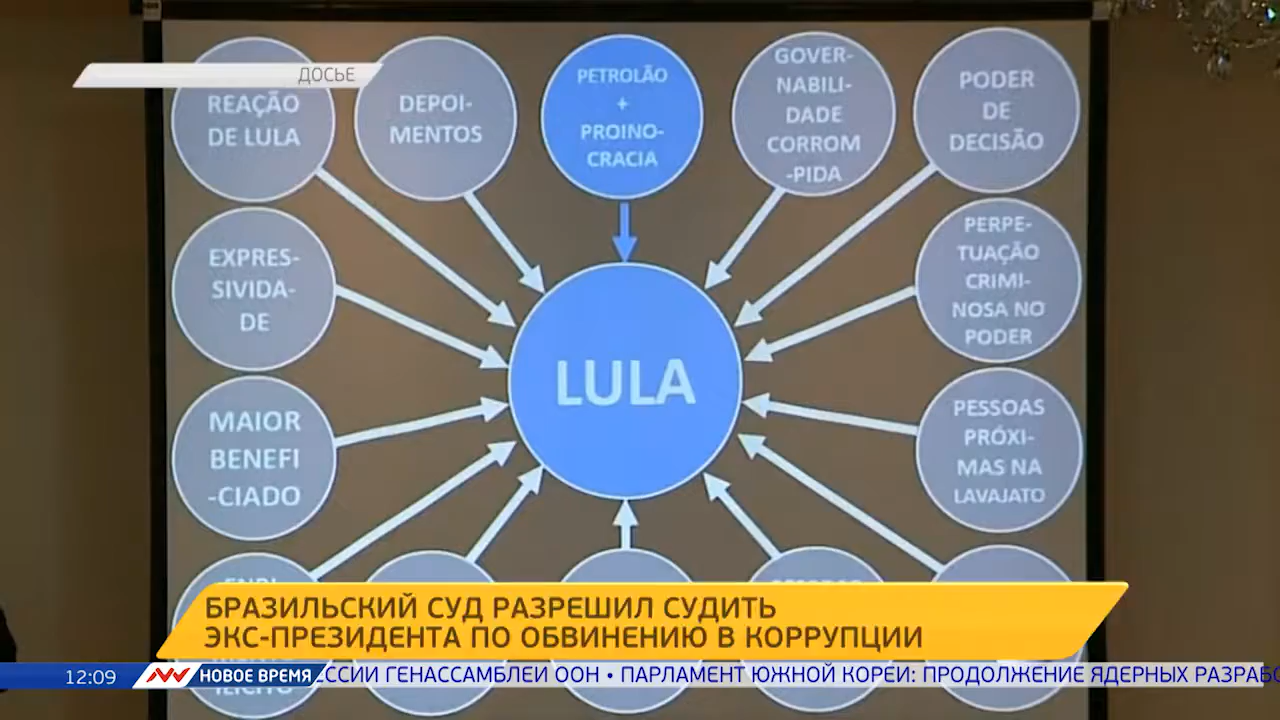 ДОСЬЕ
REAÇÃO
DE LULA
DEPOI-
MENTOS
PETROLÃO
+
PROINO-
CRACIA
GOVER-
NABILI-
DADE
CORROM
-PIDA
PODER
DE
DECISÃO
EXPRES-
SIVIDA-
DE
PERPE-
TUAÇÃO
CRIMI-
NOSA NO
PODER
LULA
MAIOR
BENEFI
-CIADO
PESSOAS
PRÓXI-
MAS NA
LAVAJATO
БРАЗИЛЬСКИЙ СУД РАЗРЕШИЛ СУДИТЬ
ЭКС-ПРЕЗИДЕНТА ПО ОБВИНЕНИЮ В КОРРУПЦИИ
ILÍCITO
12:09 НОВОЕ ВРЕМЯ ССИИ ГЕНАССАМБЛЕИ ООН • ПАРЛАМЕНТ ЮЖНОЙ КОРЕИ: ПРОДОЛЖЕНИЕ ЯДЕРНЫХ РАЗРАБО